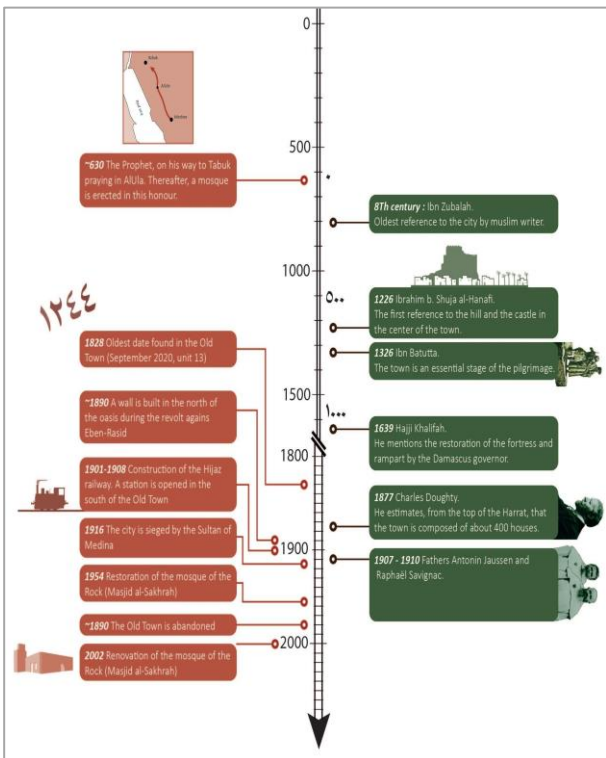 0
500
1000
1500
1800
1900
2000
٠
٥٠٠
١٠٠٠
Tabuk
AlUla
Medina
Red sea
~630 The Prophet, on his way to Tabuk
praying in AlUla. Thereafter, a mosque
is erected in this honour.
١٢٤٤
1828 Oldest date found in the Old
Town (September 2020, unit 13)
~1890 A wall is built in the north of
the oasis during the revolt agains
Eben-Rasid
1901-1908 Construction of the Hijaz
railway. A station is opened in the
south of the Old Town
1916 The city is sieged by the Sultan of
Medina
1954 Restoration of the mosque of the
Rock (Masjid al-Sakhrah)
~1890 The Old Town is abandoned
2002 Renovation of the mosque of the
Rock (Masjid al-Sakhrah)
8Th century : Ibn Zubalah.
Oldest reference to the city by muslim writer.
1226 Ibrahim b. Shuja al-Hanafi.
The first reference to the hill and the castle in
the center of the town.
1326 Ibn Batutta.
The town is an essential stage of the pilgrimage.
1639 Hajji Khalifah.
He mentions the restoration of the fortress and
rampart by the Damascus governor.
1877 Charles Doughty.
He estimates, from the top of the Harrat, that
the town is composed of about 400 houses.
1907 - 1910 Fathers Antonin Jaussen and
Raphaël Savignac.